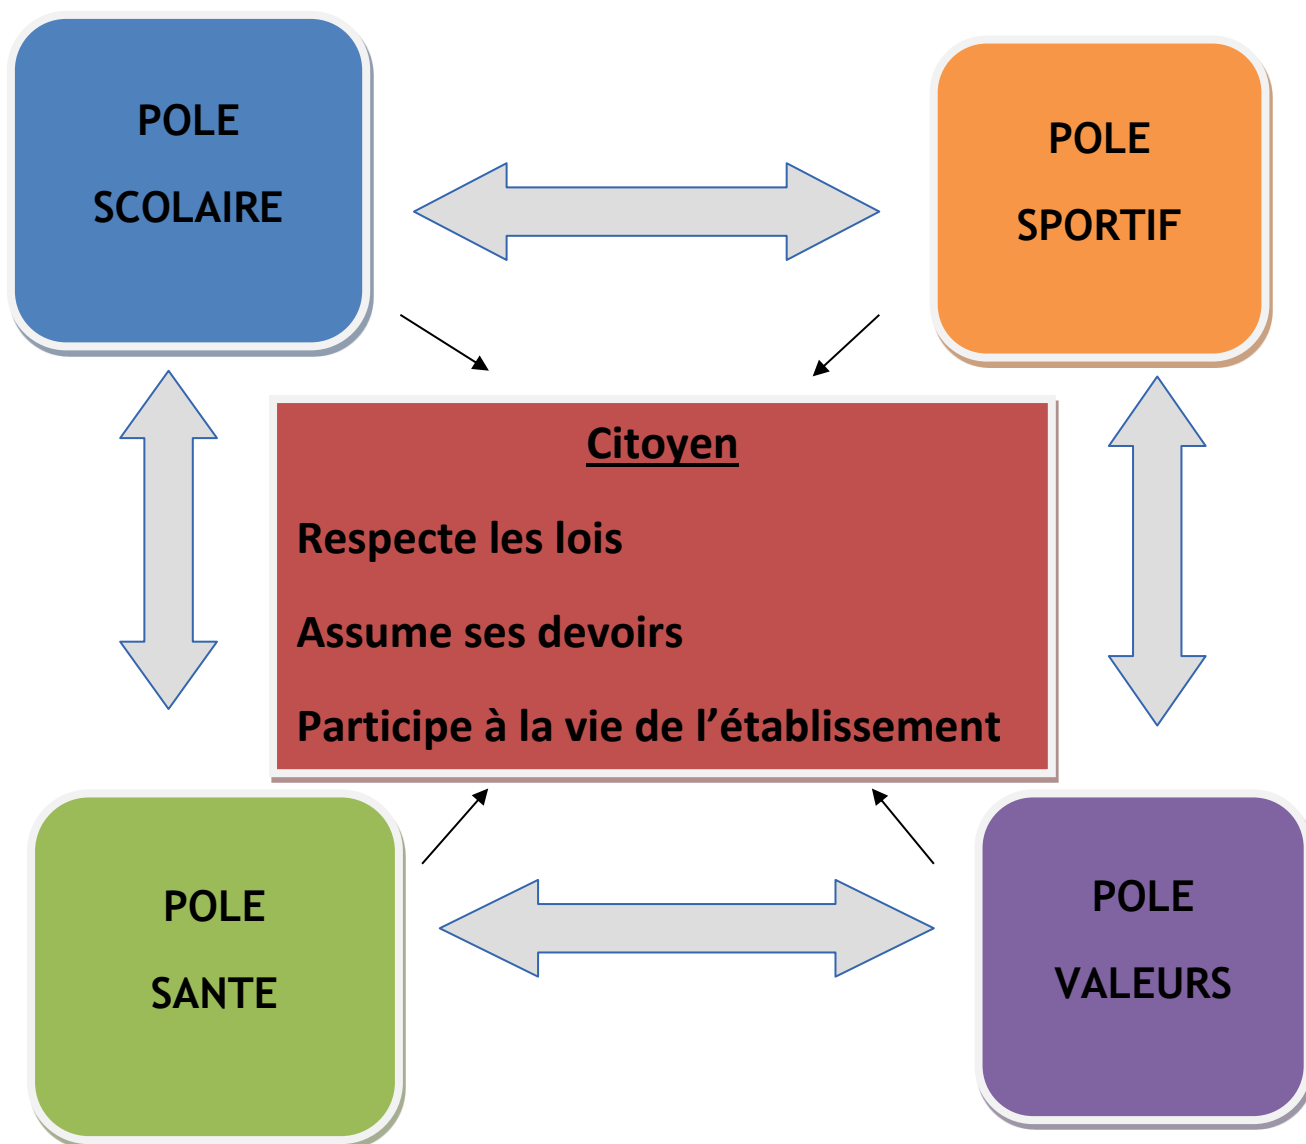 POLE
SCOLAIRE
POLE
SPORTIF
Citoyen
Respecte les lois
Assume ses devoirs
Participe à la vie de l’établissement
POLE
SANTE
POLE
VALEURS